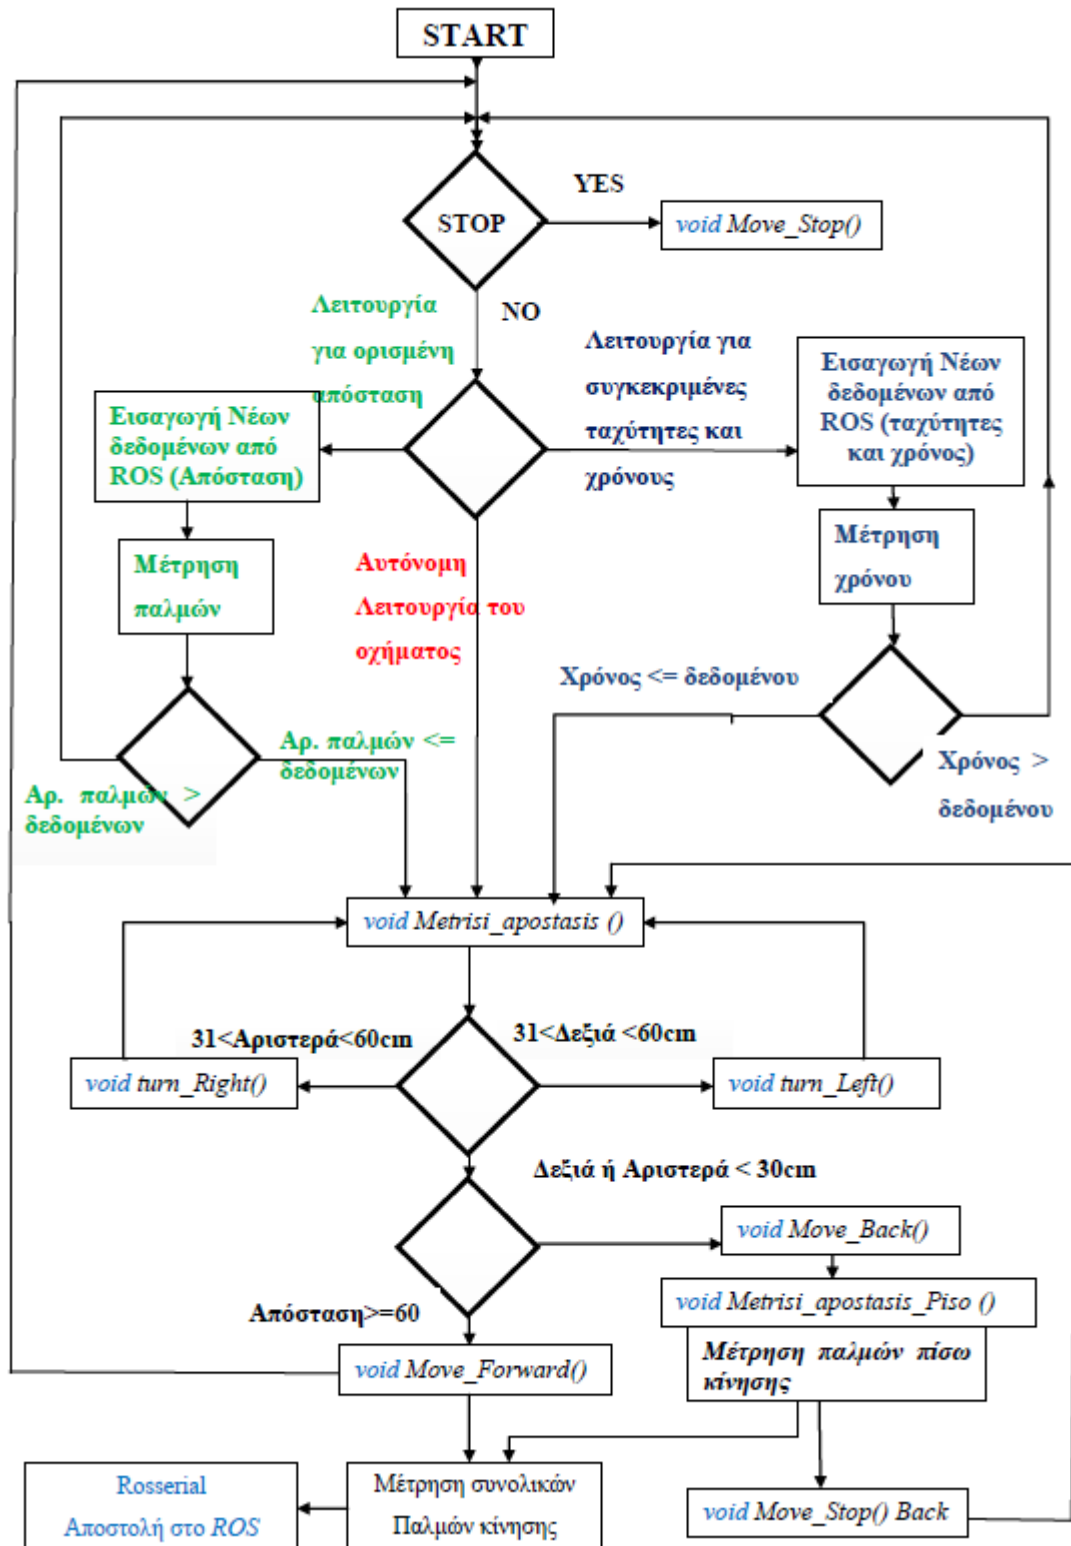 START
YES
STOP
void Move_Stop()
NO
Λειτουργία
για ορισμένη
απόσταση
Λειτουργία για
συγκεκριμένες
ταχύτητες και
χρόνους
Εισαγωγή Νέων
δεδομένων από
ROS (ταχύτητες
και χρόνος)
Εισαγωγή Νέων
δεδομένων από
ROS (Απόσταση)
Μέτρηση
παλμών
Αυτόνομη
Λειτουργία του
οχήματος
Μέτρηση
χρόνου
Χρόνος <= δεδομένου
Αρ. παλμών <=
δεδομένων
Αρ. παλμών >
δεδομένων
Χρόνος >
δεδομένου
void Metrisi_apostasis ()
31<Αριστερά<60cm
31<Δεξιά <60cm
void turn_Right()
void turn_Left()
Δεξιά ή Αριστερά < 30cm
void Move_Back()
void Metrisi_apostasis_Piso ()
Απόσταση>=60
void Move_Forward()
Μέτρηση παλμών πίσω
κίνησης
Rosserial
Αποστολή στο ROS
Μέτρηση συνολικών
Παλμών κίνησης
void Move_Stop() Back